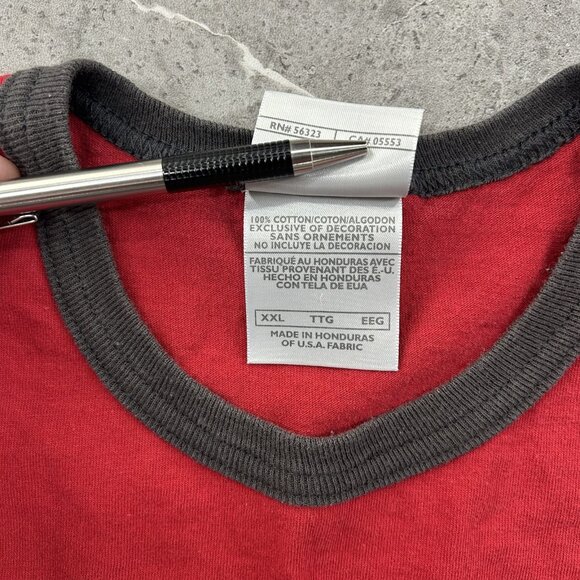 RN# 56323 CA# 05553
100% COTTON/COTON/ALGODON
EXCLUSIVE OF DECORATION
SANS ORNEMENTS
NO INCLUYE LA DECORACION
FABRIQUÉ AU HONDURAS AVEC
TISSU PROVENANT DES É.-U.
HECHO EN HONDURAS
CON TELA DE EUA
XXL TTG EEG
MADE IN HONDURAS
OF U.S.A. FABRIC